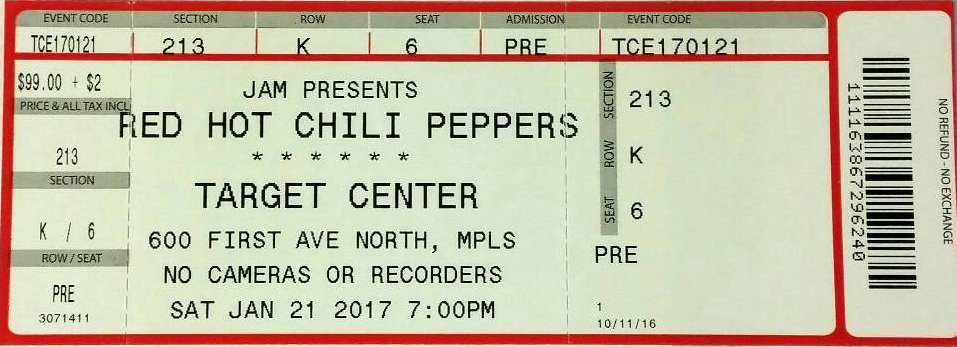 EVENT CODE SECTION ROW SEAT ADMISSION EVENT CODE
TCE170121 213 K 6 PRE TCE170121
$99.00 + $2
PRICE & ALL TAX INCL
213
SECTION
K / 6
ROW / SEAT
PRE
3071411
JAM PRESENTS
RED HOT CHILI PEPPERS
* * * * * *
TARGET CENTER
600 FIRST AVE NORTH, MPLS
NO CAMERAS OR RECORDERS
SAT JAN 21 2017 7:00PM
SECTION 213
ROW K
SEAT 6
PRE
1
10/11/16
111163867296240
NO REFUND - NO EXCHANGE